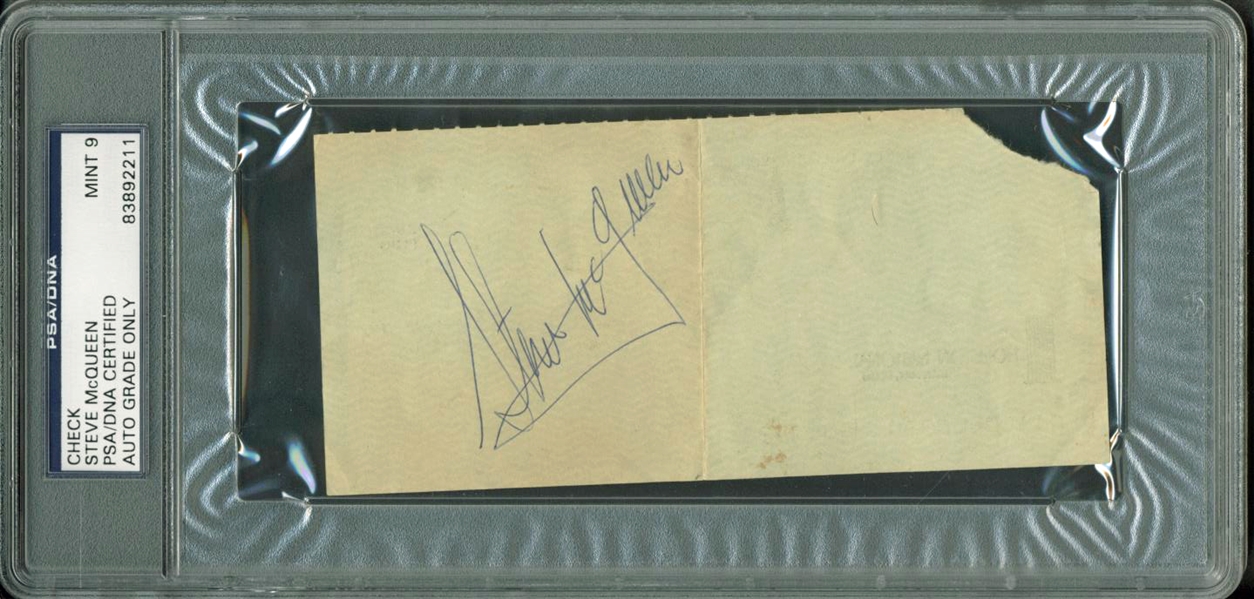 PSA/DNA
CHECK
STEVE McQUEEN
PSA/DNA CERTIFIED
AUTO GRADE ONLY
MINT 9
83892211
Steve McQueen